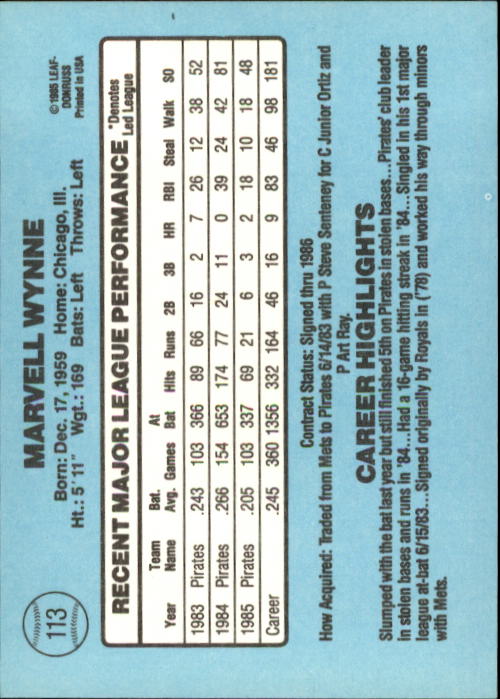 113
MARVELL WYNNE
©1985 LEAF-
DONRUSS
Printed in USA
Born: Dec. 17, 1959 Home: Chicago, Ill.
Ht.: 5' 11" Wgt.: 169 Bats: Left Throws: Left
RECENT MAJOR LEAGUE PERFORMANCE *Denotes
Led League
Team Bat. At
Year Name Avg. Games Bat Hits Runs 2B 3B HR RBI Steal Walk SO
1983 Pirates .243 103 366 89 66 16 2 7 26 12 38 52
1984 Pirates .266 154 653 174 77 24 11 0 39 24 42 81
1985 Pirates .205 103 337 69 21 6 3 2 18 10 18 48
Career .245 360 1356 332 164 46 16 9 83 46 98 181
Contract Status: Signed thru 1986
How Acquired: Traded from Mets to Pirates 6/14/83 with P Steve Senteney for C Junior Ortiz and
P Art Ray.
CAREER HIGHLIGHTS
Slumped with the bat last year but still finished 5th on Pirates in stolen bases...Pirates' club leader
in stolen bases and runs in '84...Had a 16-game hitting streak in '84...Singled in his 1st major
league at-bat 6/15/83...Signed originally by Royals in ('78) and worked his way through minors
with Mets.